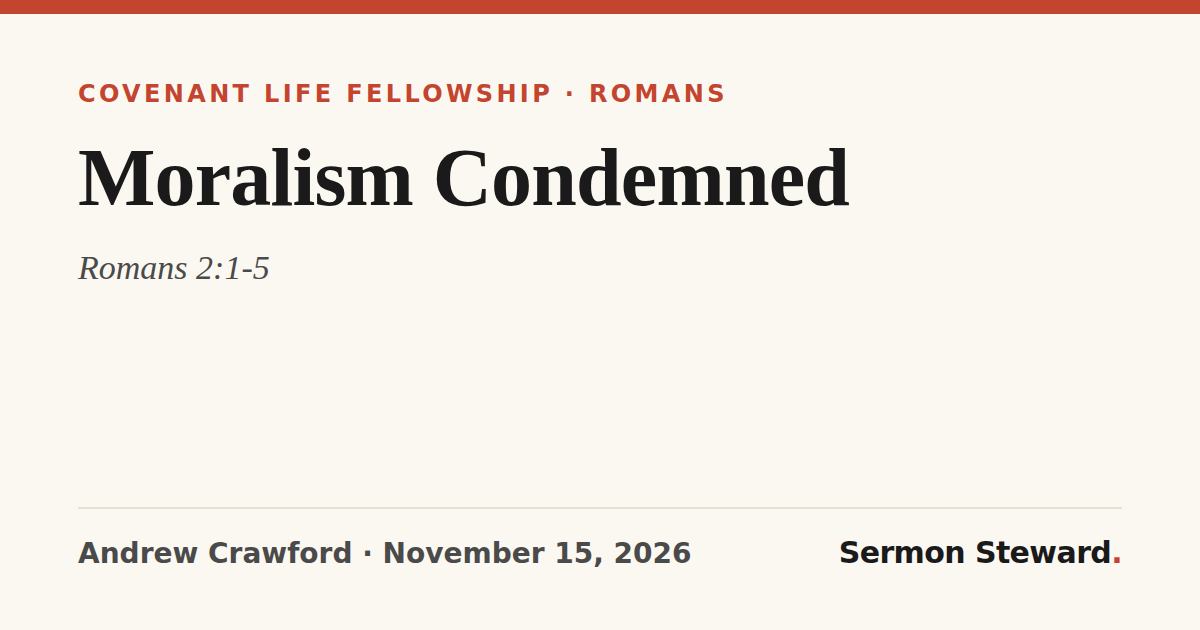 COVENANT LIFE FELLOWSHIP · ROMANS
Moralism Condemned
Romans 2:1-5
Andrew Crawford · November 15, 2026
Sermon Steward.